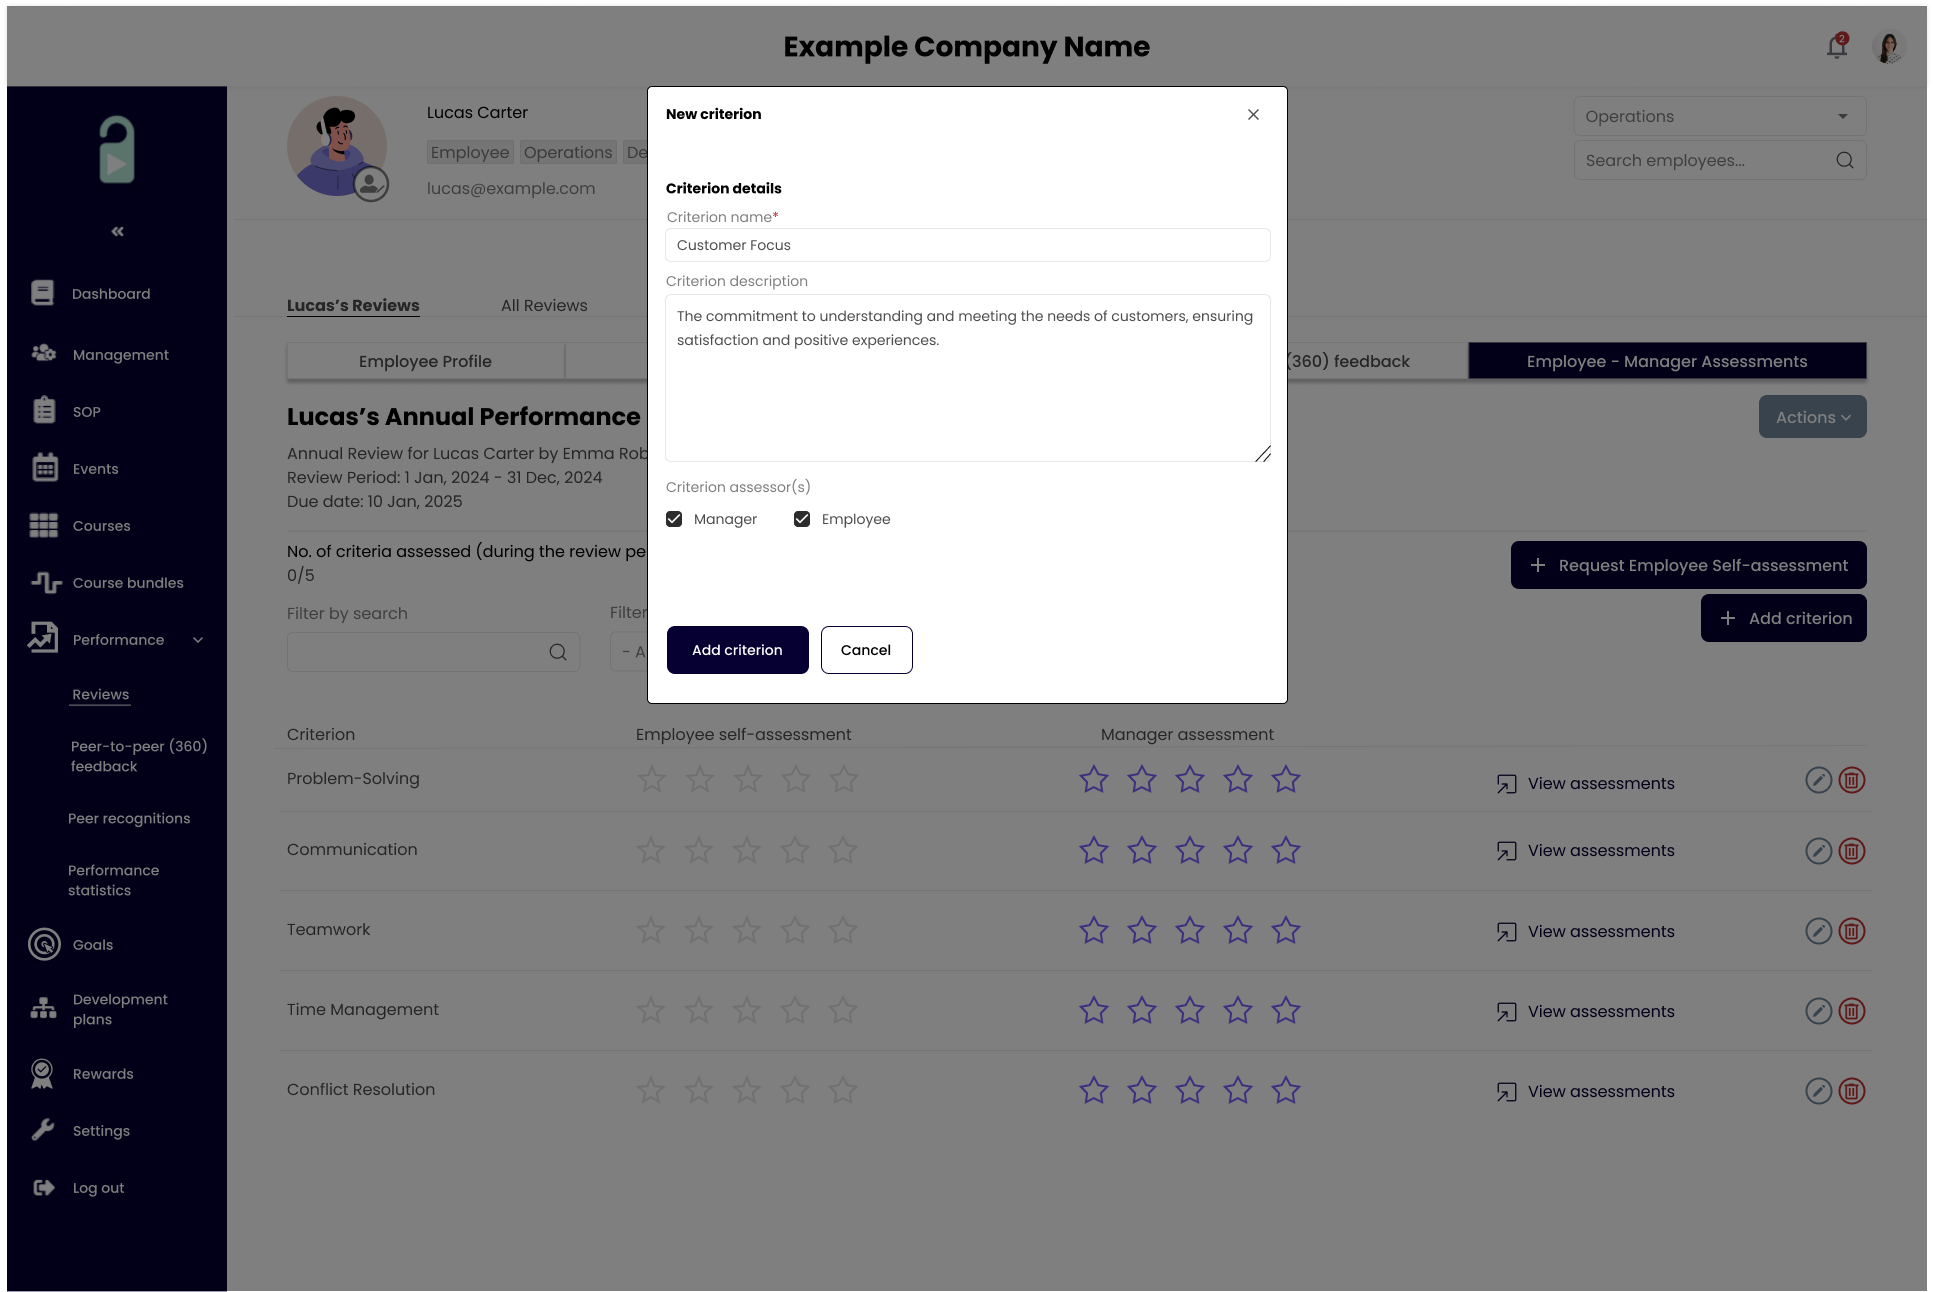 Example Company Name
2
Lucas Carter
Employee Operations De
lucas@example.com
Operations
Search employees...
«
Dashboard
Management
SOP
Events
Courses
Course bundles
Performance
Reviews
Peer-to-peer (360)
feedback
Peer recognitions
Performance
statistics
Goals
Development
plans
Rewards
Settings
Log out
Lucas’s Reviews
All Reviews
Employee Profile
(360) feedback
Employee - Manager Assessments
Lucas’s Annual Performance
Actions
Annual Review for Lucas Carter by Emma Rob
Review Period: 1 Jan, 2024 - 31 Dec, 2024
Due date: 10 Jan, 2025
No. of criteria assessed (during the review pe
0/5
Request Employee Self-assessment
Add criterion
Filter by search
Filter
- A
New criterion
Criterion details
Criterion name*
Customer Focus
Criterion description
The commitment to understanding and meeting the needs of customers, ensuring
satisfaction and positive experiences.
Criterion assessor(s)
Manager
Employee
Add criterion
Cancel
Criterion
Employee self-assessment
Manager assessment
Problem-Solving
View assessments
Communication
View assessments
Teamwork
View assessments
Time Management
View assessments
Conflict Resolution
View assessments